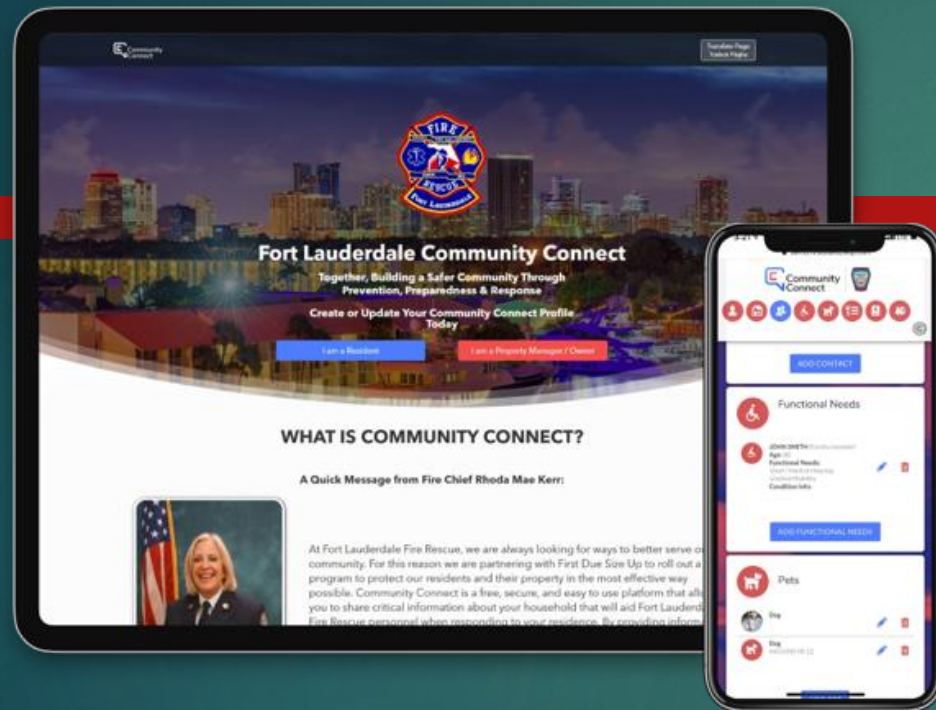 Community
Connect
Translate Page
FIRE
RESCUE
FORT LAUDERDALE
Fort Lauderdale Community Connect
Together, Building a Safer Community Through
Prevention, Preparedness & Response
Create or Update Your Community Connect Profile
Today
I am a Resident
I am a Property Manager / Owner
WHAT IS COMMUNITY CONNECT?
A Quick Message from Fire Chief Rhoda Mae Kerr:
At Fort Lauderdale Fire Rescue, we are always looking for ways to better serve
community. For this reason we are partnering with First Due Size Up to roll out a
program to protect our residents and their property in the most effective way
possible. Community Connect is a free, secure, and easy to use platform that
you to share critical information about your household that will aid Fort
Fire Rescue personnel when responding to your residence. By providing
3:21
Community
Connect
ADD CONTACT
Functional Needs
JOHN SMITH
Age:
Functional Needs:
Condition Info:
ADD FUNCTIONAL NEEDS
Pets
Dog
Dog